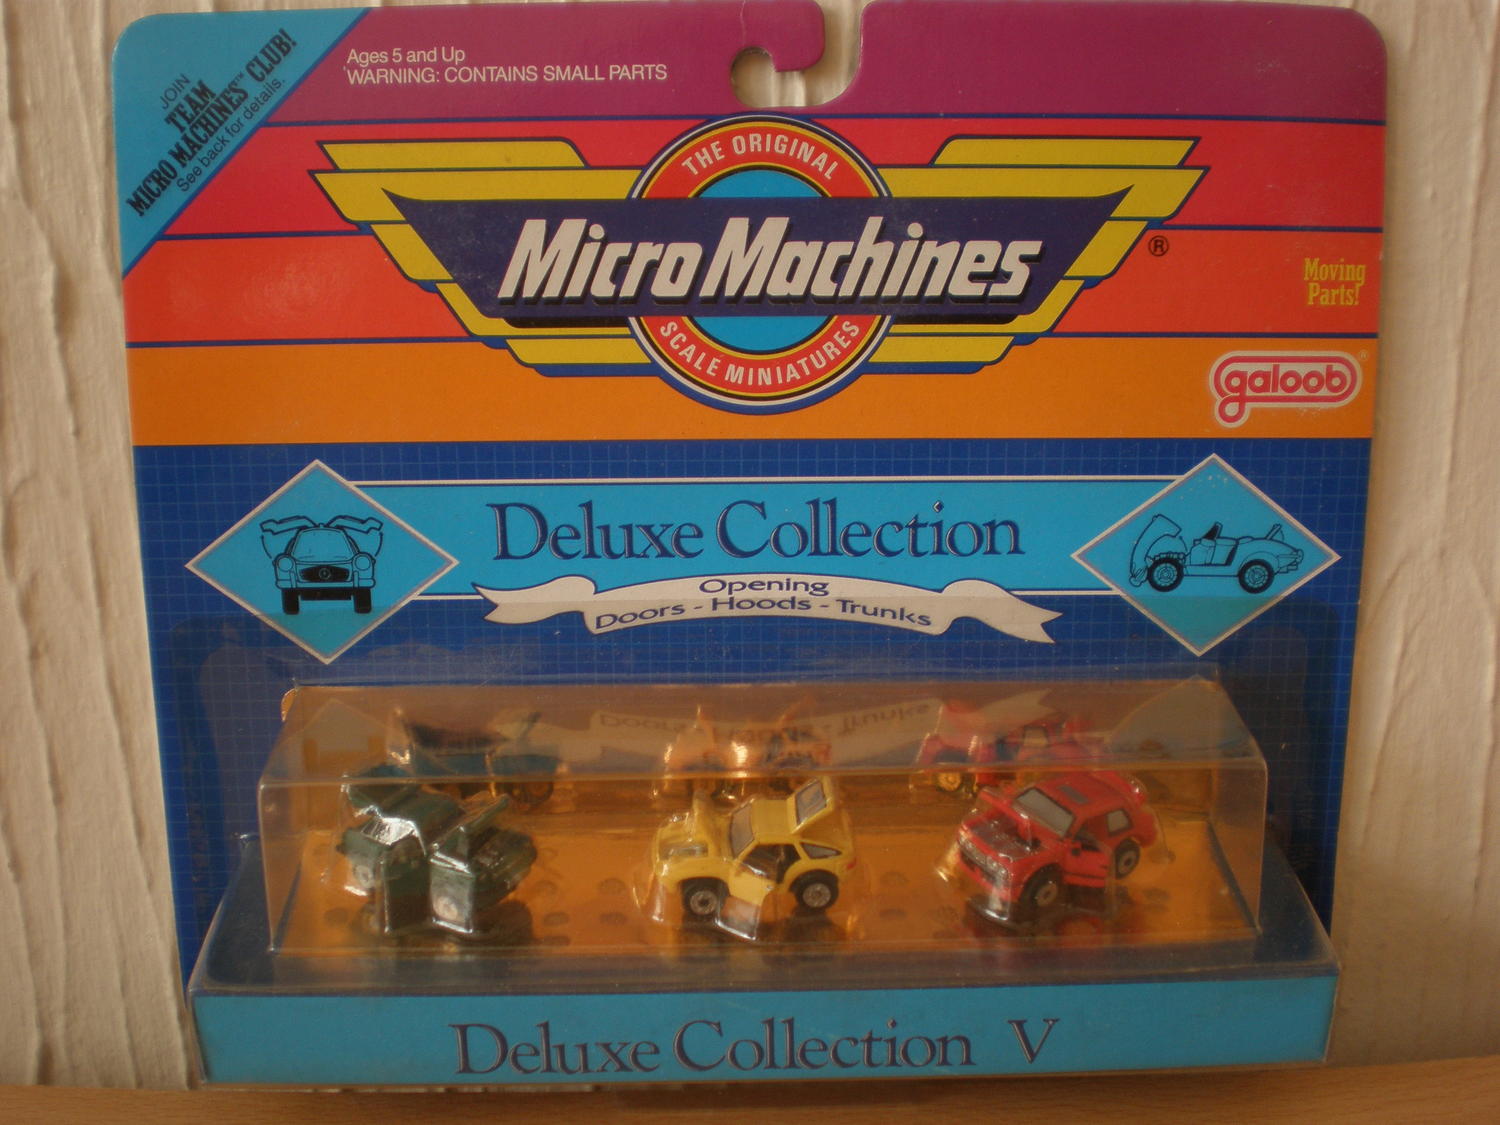 JOIN
TEAM
MICRO MACHINES™ CLUB!
See back for details.
Ages 5 and Up
WARNING: CONTAINS SMALL PARTS
THE ORIGINAL
Micro Machines
®
SCALE MINIATURES
Moving
Parts!
galoob®
Deluxe Collection
Opening
Doors - Hoods - Trunks
Deluxe Collection V